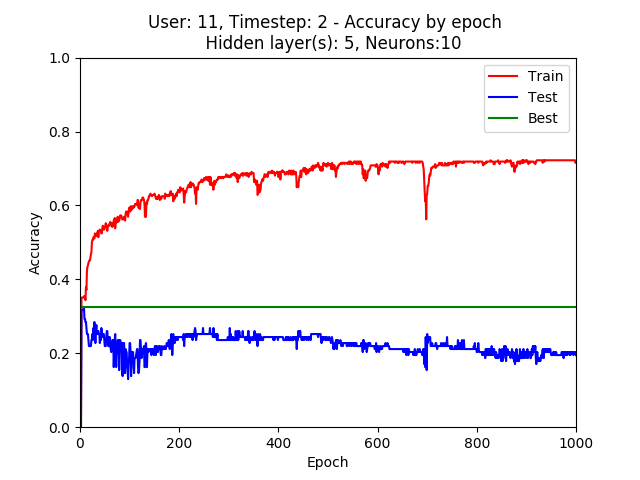 User: 11, Timestep: 2 - Accuracy by epoch
Hidden layer(s): 5, Neurons:10
Train
Test
Best
Accuracy
1.0
0.8
0.6
0.4
0.2
0.0
0 200 400 600 800 1000
Epoch